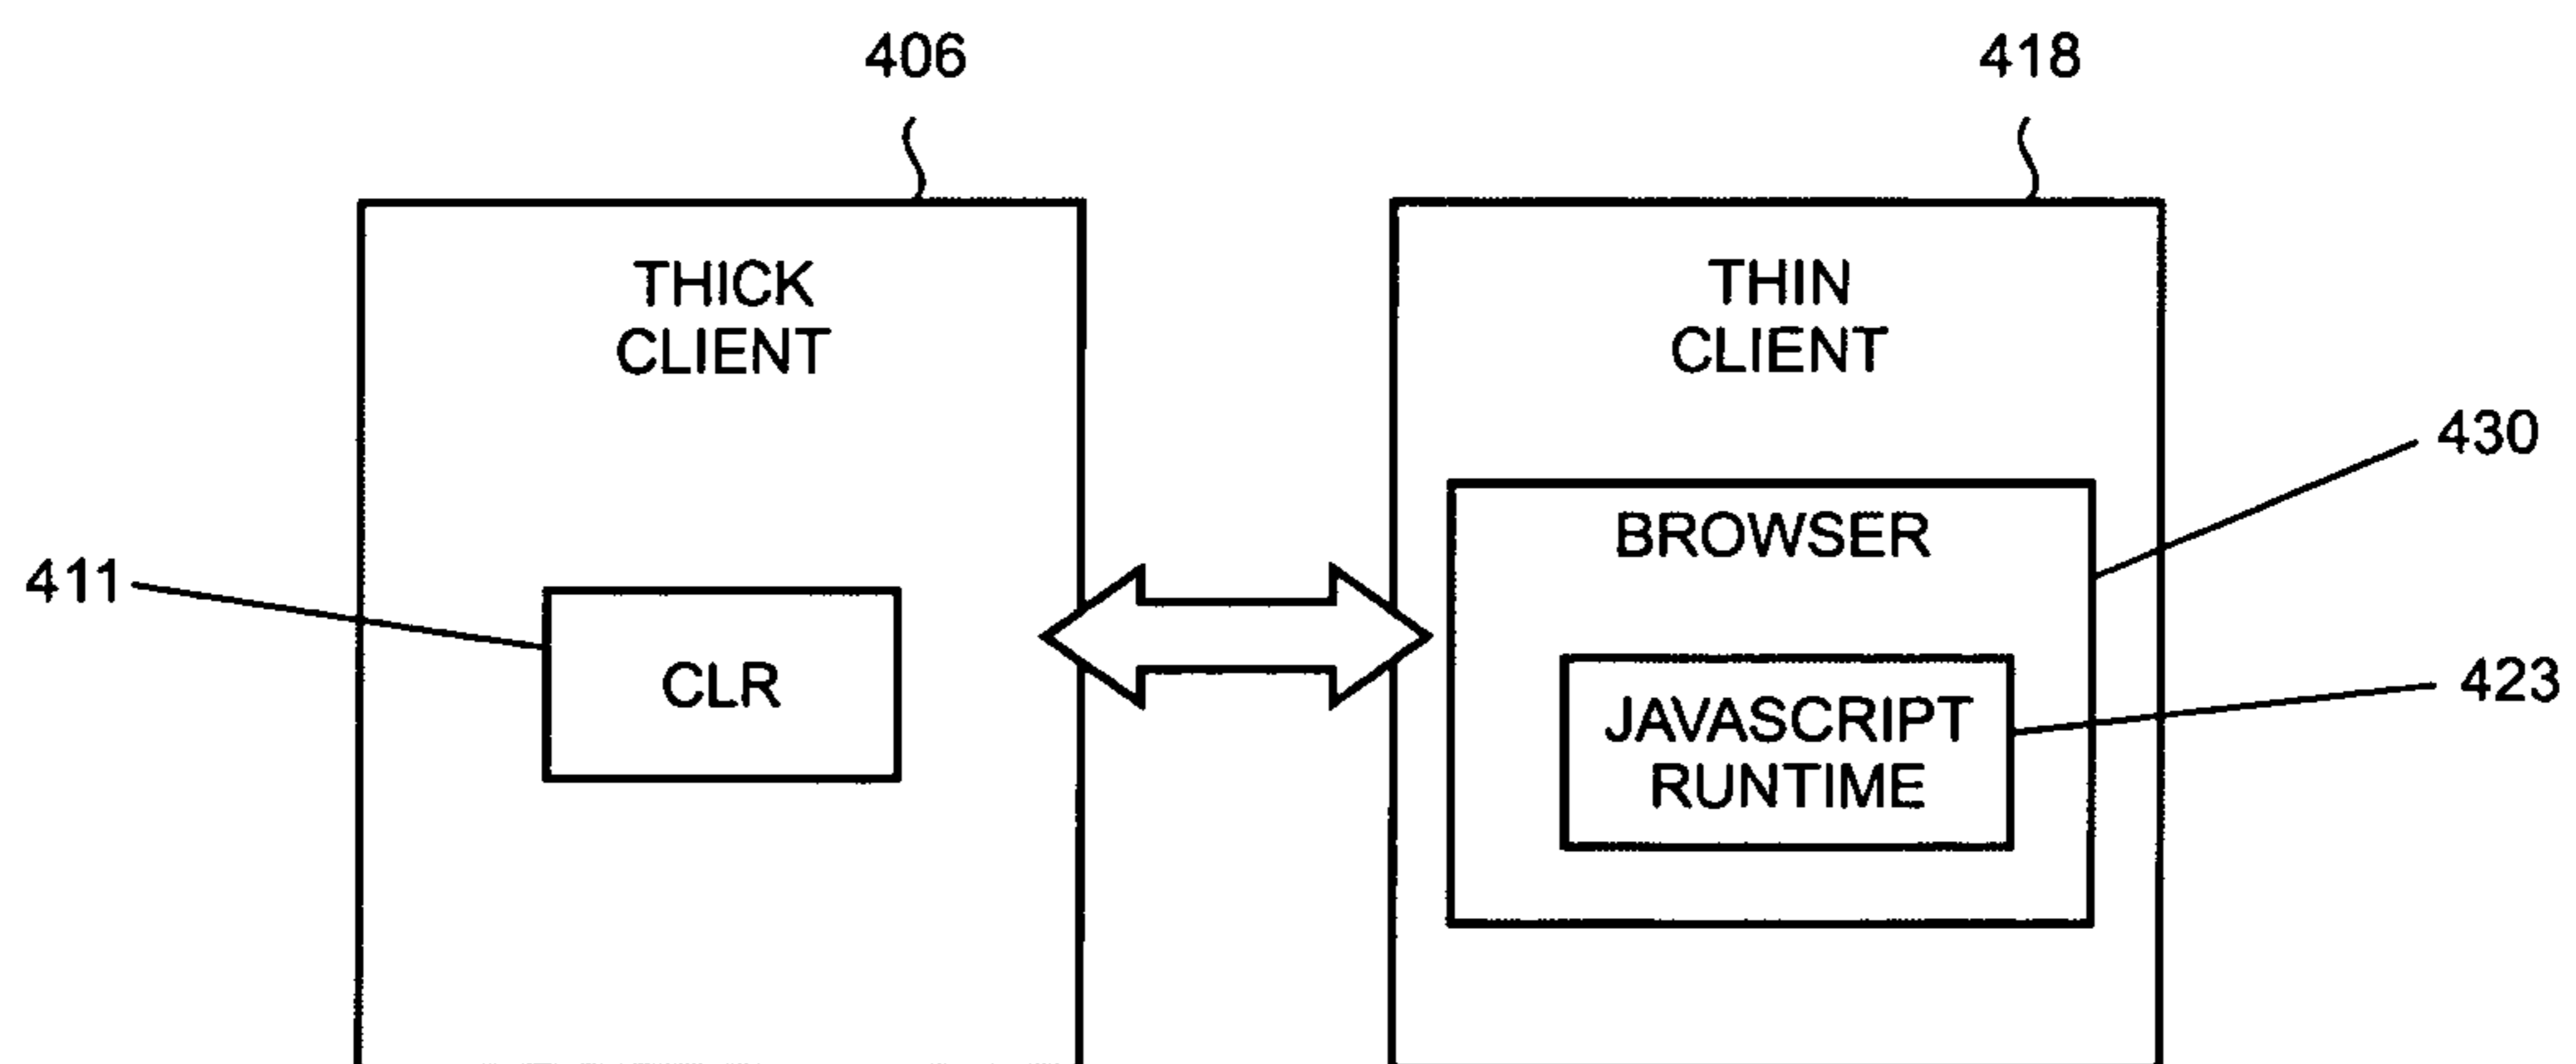 406
418
THICK
CLIENT
THIN
CLIENT
430
BROWSER
411
CLR
JAVASCRIPT
RUNTIME
423